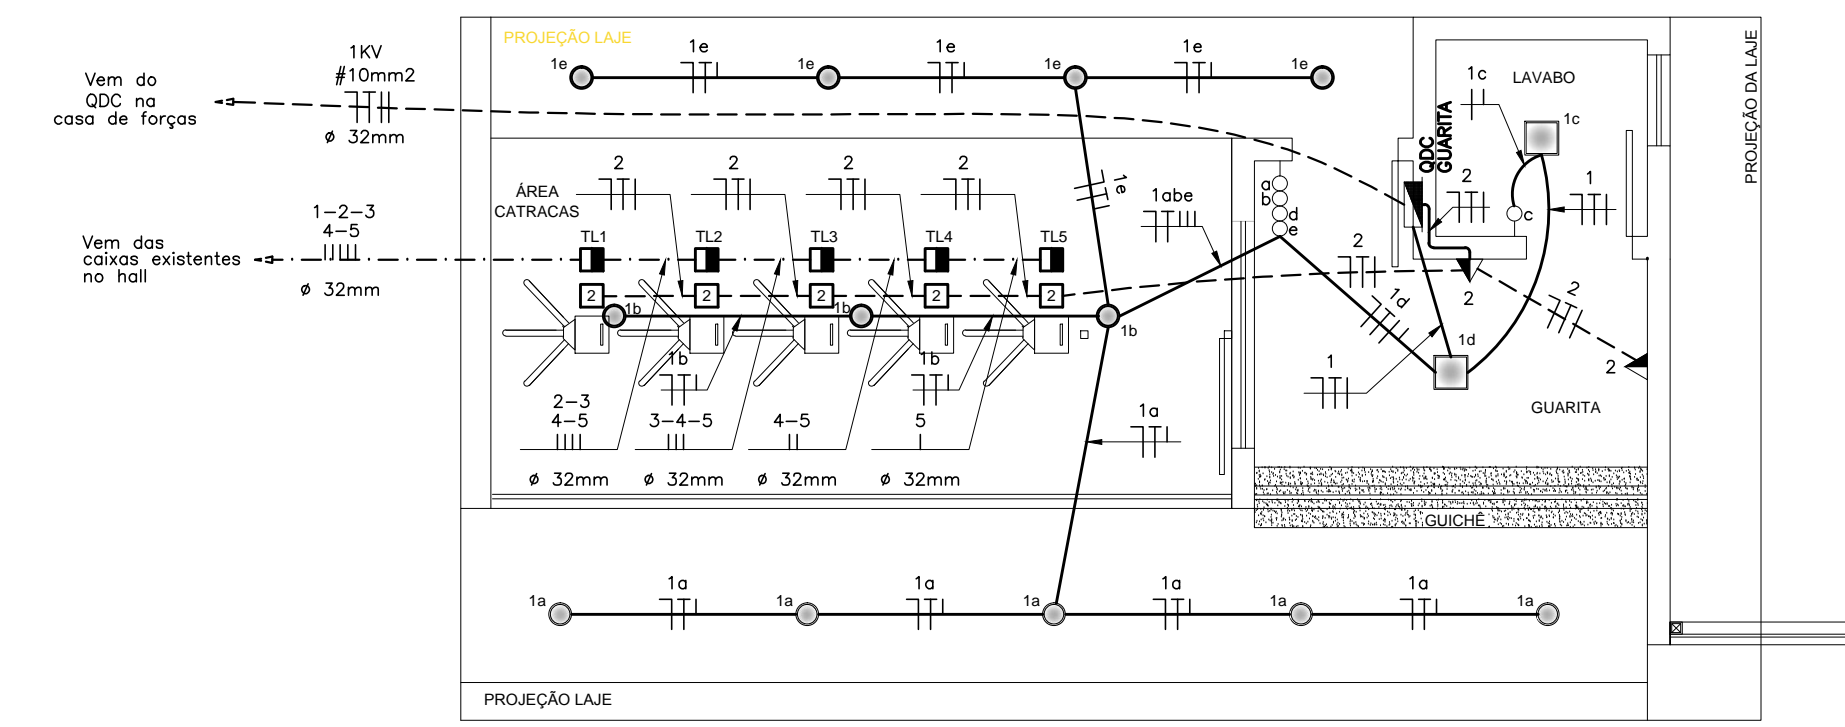 PROJEÇÃO LAJE
1e
1e
1e
1e
1e
1e
1e
1KV
#10mm2
ø 32mm
Vem do
QDC na
casa de forças
LAVABO
1c
1c
PROJEÇÃO DA LAJE
QDC
GUARITA
2
2
2
2
2
1
ÁREA
CATRACAS
1e
1abe
a
b
d
e
c
1-2-3
4-5
ø 32mm
Vem das
caixas existentes
no hall
TL1
TL2
TL3
TL4
TL5
2
2
2
2
2
2
2
2
1b
1b
1b
1d
1d
1b
1b
1
2
GUARITA
2-3
4-5
3-4-5
4-5
5
1a
ø 32mm
ø 32mm
ø 32mm
ø 32mm
GUICHÊ
1a
1a
1a
1a
1a
1a
1a
1a
1a
PROJEÇÃO LAJE